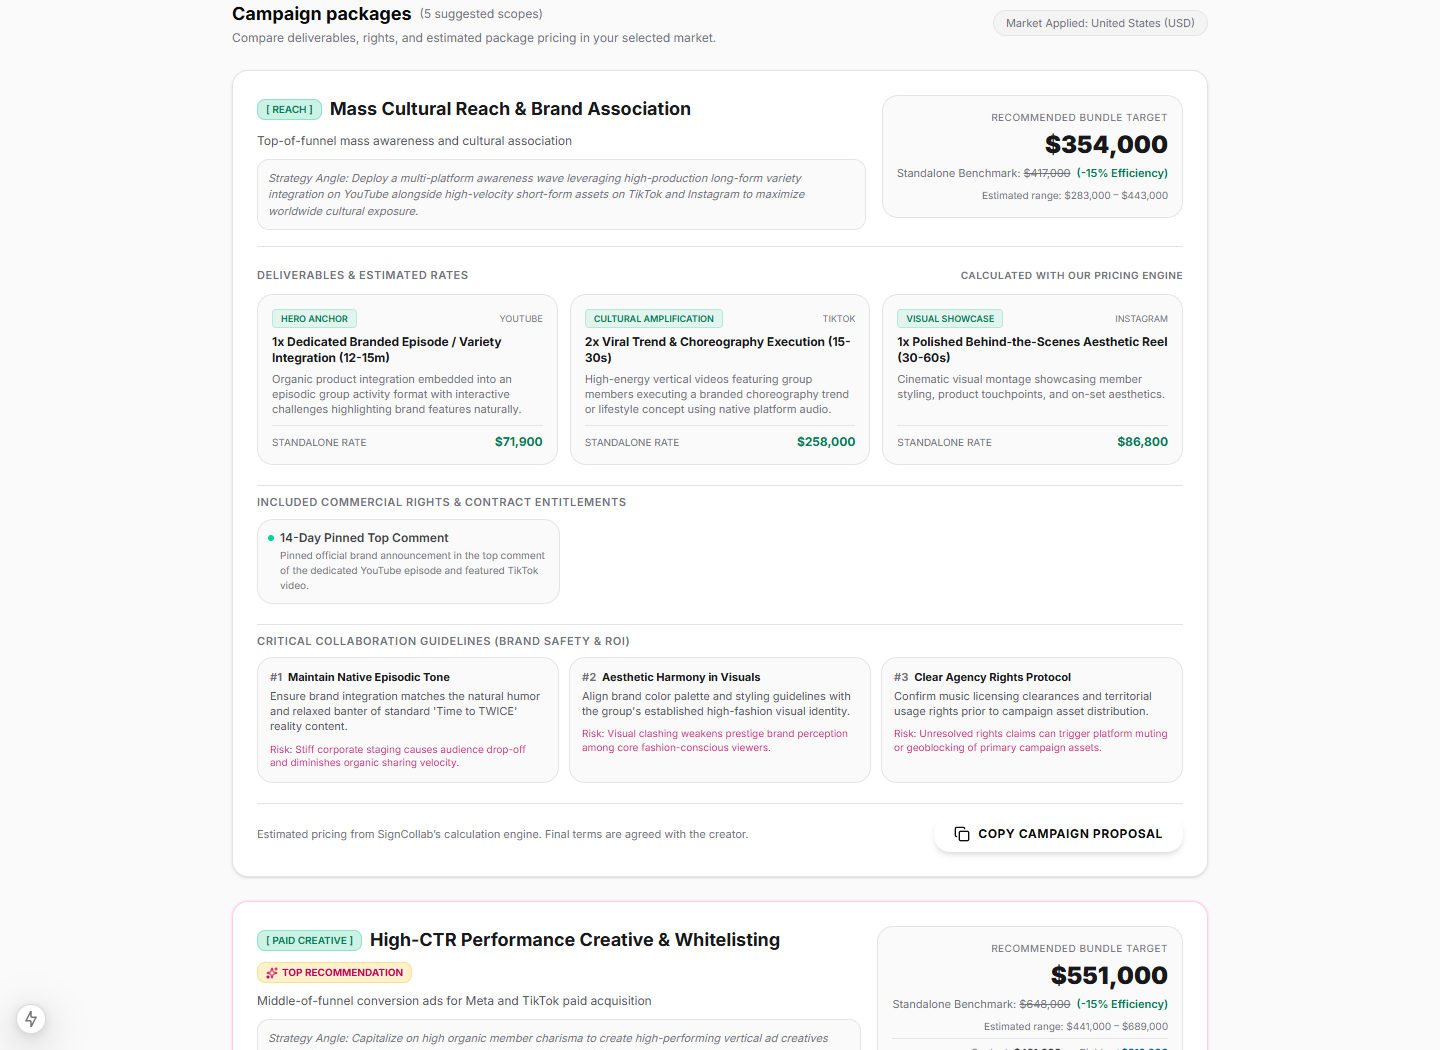 Campaign packages (5 suggested scopes)
Market Applied: United States (USD)
Compare deliverables, rights, and estimated package pricing in your selected market.
[ REACH ] Mass Cultural Reach & Brand Association
Top-of-funnel mass awareness and cultural association
Strategy Angle: Deploy a multi-platform awareness wave leveraging high-production long-form variety
integration on YouTube alongside high-velocity short-form assets on TikTok and Instagram to maximize
worldwide cultural exposure.
RECOMMENDED BUNDLE TARGET
$354,000
Standalone Benchmark: $417,000 (-15% Efficiency)
Estimated range: $283,000 – $443,000
DELIVERABLES & ESTIMATED RATES
CALCULATED WITH OUR PRICING ENGINE
HERO ANCHOR
YOUTUBE
1x Dedicated Branded Episode / Variety
Integration (12-15m)
Organic product integration embedded into an
episodic group activity format with interactive
challenges highlighting brand features naturally.
STANDALONE RATE
$71,900
CULTURAL AMPLIFICATION
TIKTOK
2x Viral Trend & Choreography Execution (15-
30s)
High-energy vertical videos featuring group
members executing a branded choreography trend
or lifestyle concept using native platform audio.
STANDALONE RATE
$258,000
VISUAL SHOWCASE
INSTAGRAM
1x Polished Behind-the-Scenes Aesthetic Reel
(30-60s)
Cinematic visual montage showcasing member
styling, product touchpoints, and on-set aesthetics.
STANDALONE RATE
$86,800
INCLUDED COMMERCIAL RIGHTS & CONTRACT ENTITLEMENTS
14-Day Pinned Top Comment
Pinned official brand announcement in the top comment
of the dedicated YouTube episode and featured TikTok
video.
CRITICAL COLLABORATION GUIDELINES (BRAND SAFETY & ROI)
#1 Maintain Native Episodic Tone
Ensure brand integration matches the natural humor
and relaxed banter of standard 'Time to TWICE'
reality content.
Risk: Stiff corporate staging causes audience drop-off
and diminishes organic sharing velocity.
#2 Aesthetic Harmony in Visuals
Align brand color palette and styling guidelines with
the group's established high-fashion visual identity.
Risk: Visual clashing weakens prestige brand perception
among core fashion-conscious viewers.
#3 Clear Agency Rights Protocol
Confirm music licensing clearances and territorial
usage rights prior to campaign asset distribution.
Risk: Unresolved rights claims can trigger platform muting
or geoblocking of primary campaign assets.
Estimated pricing from SignCollab's calculation engine. Final terms are agreed with the creator.
COPY CAMPAIGN PROPOSAL
[ PAID CREATIVE ] High-CTR Performance Creative & Whitelisting
TOP RECOMMENDATION
Middle-of-funnel conversion ads for Meta and TikTok paid acquisition
Strategy Angle: Capitalize on high organic member charisma to create high-performing vertical ad creatives
RECOMMENDED BUNDLE TARGET
$551,000
Standalone Benchmark: $648,000 (-15% Efficiency)
Estimated range: $441,000 – $689,000